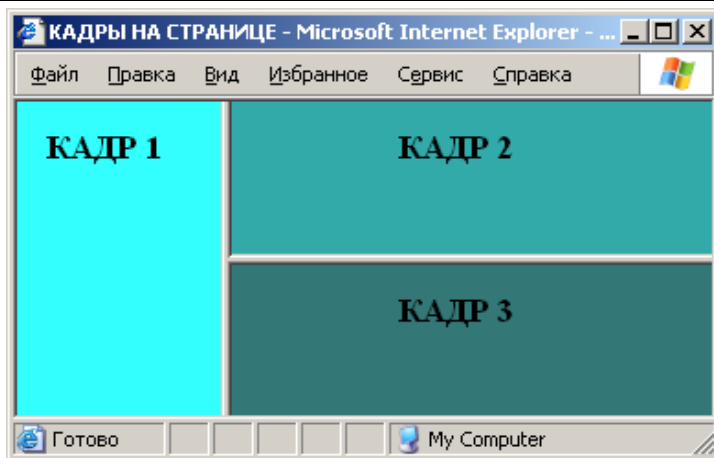 КАДРЫ НА СТРАНИЦЕ - Microsoft Internet Explorer - ...
Файл Правка Вид Избранное Сервис Справка
КАДР 1
КАДР 2
КАДР 3
Готово
My Computer